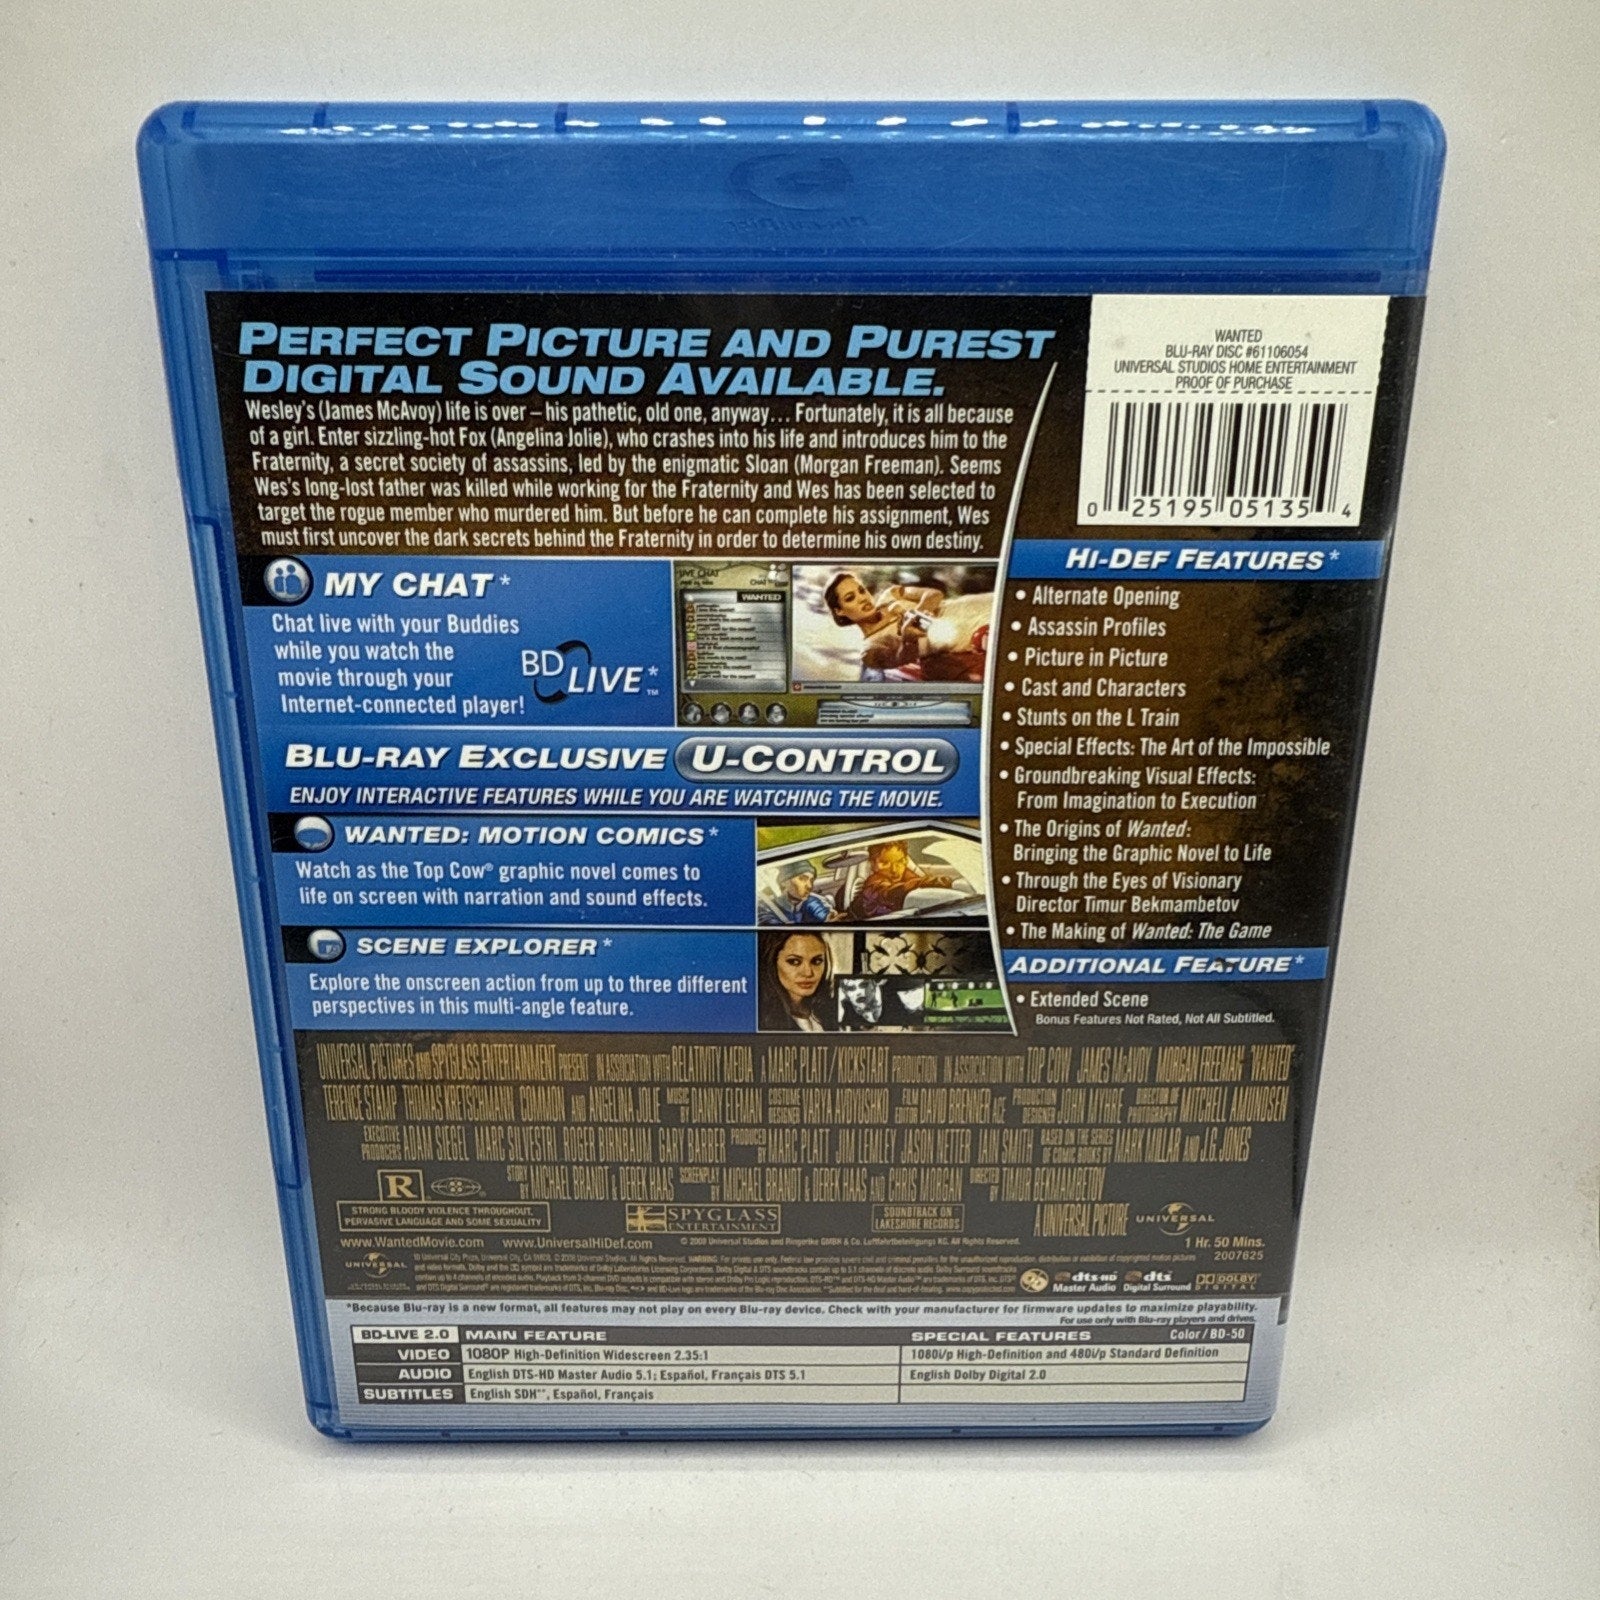 PERFECT PICTURE AND PUREST
DIGITAL SOUND AVAILABLE.
Wesley's (James McAvoy) life is over – his pathetic, old one, anyway... Fortunately, it is all because
of a girl. Enter sizzling-hot Fox (Angelina Jolie), who crashes into his life and introduces him to the
Fraternity, a secret society of assassins, led by the enigmatic Sloan (Morgan Freeman). Seems
Wes's long-lost father was killed while working for the Fraternity and Wes has been selected to
target the rogue member who murdered him. But before he can complete his assignment, Wes
must first uncover the dark secrets behind the Fraternity in order to determine his own destiny.
WANTED
BLU-RAY DISC #61106054
UNIVERSAL STUDIOS HOME ENTERTAINMENT
PROOF OF PURCHASE
0 25195 05135 4
MY CHAT*
Chat live with your Buddies
while you watch the
movie through your
Internet-connected player!
BD LIVE*™
LIVE CHAT
WANTED
BLU-RAY EXCLUSIVE U-CONTROL
ENJOY INTERACTIVE FEATURES WHILE YOU ARE WATCHING THE MOVIE.
WANTED: MOTION COMICS*
Watch as the Top Cow® graphic novel comes to
life on screen with narration and sound effects.
SCENE EXPLORER*
Explore the onscreen action from up to three different
perspectives in this multi-angle feature.
HI-DEF FEATURES*
• Alternate Opening
• Assassin Profiles
• Picture in Picture
• Cast and Characters
• Stunts on the L Train
• Special Effects: The Art of the Impossible
• Groundbreaking Visual Effects:
From Imagination to Execution
• The Origins of Wanted:
Bringing the Graphic Novel to Life
• Through the Eyes of Visionary
Director Timur Bekmambetov
• The Making of Wanted: The Game
ADDITIONAL FEATURE*
• Extended Scene
Bonus Features Not Rated, Not All Subtitled.
UNIVERSAL PICTURES AND SPYGLASS ENTERTAINMENT PRESENT IN ASSOCIATION WITH RELATIVITY MEDIA A MARC PLATT/KICKSTART PRODUCTION IN ASSOCIATION WITH TOP COW JAMES McAVOY MORGAN FREEMAN "WANTED"
TERENCE STAMP THOMAS KRETSCHMANN COMMON AND ANGELINA JOLIE MUSIC BY DANNY ELFMAN COSTUME DESIGNER VARYA AVDYUSHKO FILM EDITOR DAVID BRENNER ACE PRODUCTION DESIGNER JOHN MYHRE DIRECTOR OF PHOTOGRAPHY MITCHELL AMUNDSEN
EXECUTIVE PRODUCERS ADAM SIEGEL MARC SILVESTRI ROGER BIRNBAUM GARY BARBER PRODUCED BY MARC PLATT JIM LEMLEY JASON NETTER IAIN SMITH BASED ON THE SERIES OF COMIC BOOKS BY MARK MILLAR AND J.G. JONES
STORY BY MICHAEL BRANDT & DEREK HAAS SCREENPLAY BY MICHAEL BRANDT & DEREK HAAS AND CHRIS MORGAN DIRECTED BY TIMUR BEKMAMBETOV
R
STRONG BLOODY VIOLENCE THROUGHOUT,
PERVASIVE LANGUAGE AND SOME SEXUALITY
SPYGLASS
ENTERTAINMENT
SOUNDTRACK ON
LAKESHORE RECORDS
A UNIVERSAL PICTURE
UNIVERSAL
www.WantedMovie.com www.UniversalHiDef.com
© 2008 Universal Studios and Ringerike GMBH & Co. Luftfahrtbeteiligungs KG. All Rights Reserved.
1 Hr. 50 Mins.
2007625
UNIVERSAL
dts-HD
Master Audio
dts
Digital Surround
DOLBY
DIGITAL
*Because Blu-ray is a new format, all features may not play on every Blu-ray device. Check with your manufacturer for firmware updates to maximize playability.
For use only with Blu-ray players and drives.
BD-LIVE 2.0 MAIN FEATURE SPECIAL FEATURES Color/BD-50
VIDEO 1080P High-Definition Widescreen 2.35:1 1080i/p High-Definition and 480i/p Standard Definition
AUDIO English DTS-HD Master Audio 5.1; Español, Français DTS 5.1 English Dolby Digital 2.0
SUBTITLES English SDH**, Español, Français